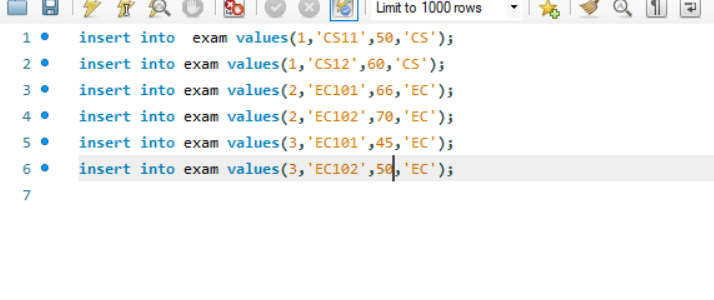 Limit to 1000 rows
1 insert into  exam values(1,'CS11',50,'CS');
2 insert into exam values(1,'CS12',60,'CS');
3 insert into exam values(2,'EC101',66,'EC');
4 insert into exam values(2,'EC102',70,'EC');
5 insert into exam values(3,'EC101',45,'EC');
6 insert into exam values(3,'EC102',50,'EC');
7